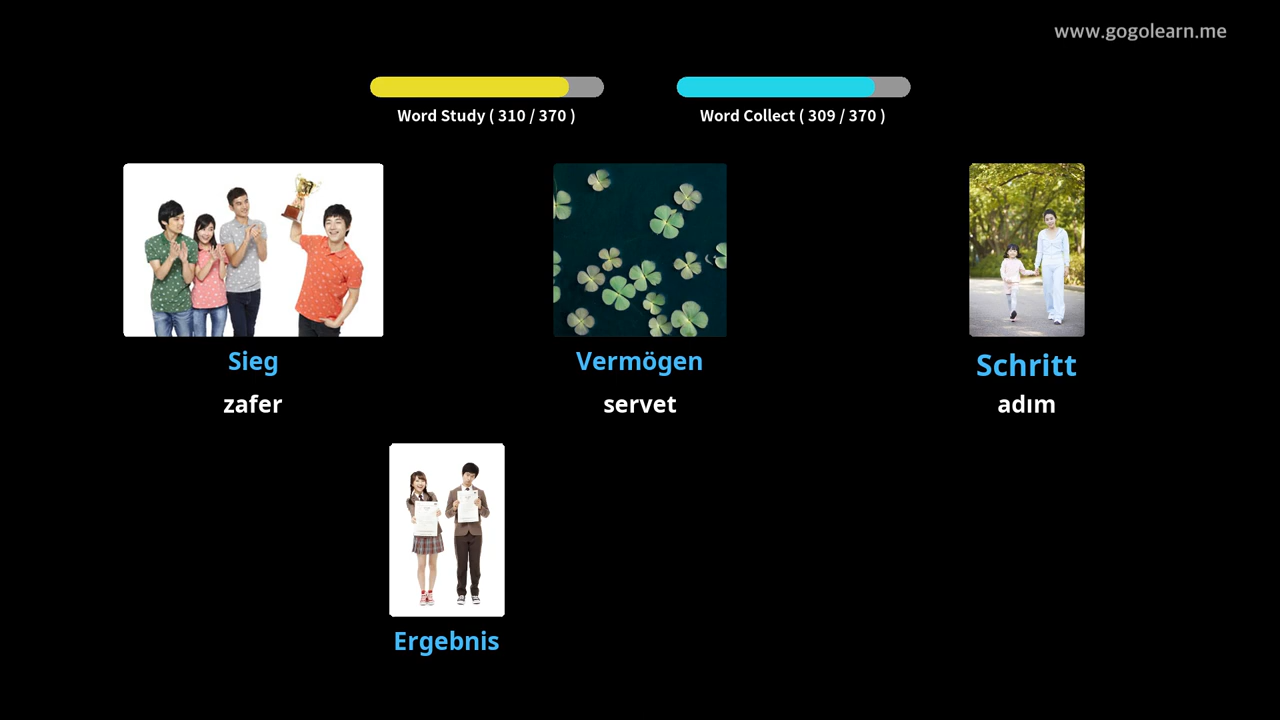 www.gogolearn.me
Word Study ( 310 / 370 )
Word Collect ( 309 / 370 )
Sieg
Vermögen
Schritt
zafer
servet
adım
Ergebnis